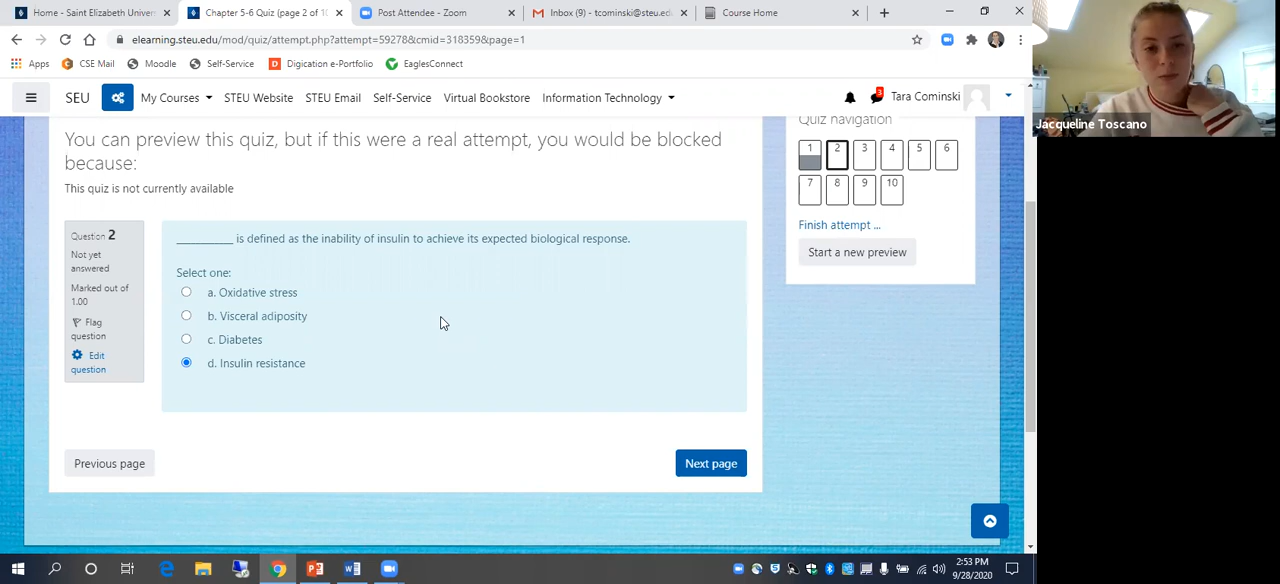 Home - Saint Elizabeth Univer
Chapter 5-6 Quiz (page 2 of 10
Post Attendee - Zoom
Inbox (9) - tcominski@steu.ed
Course Home
elearning.steu.edu/mod/quiz/attempt.php?attempt=59278&cmid=318359&page=1
Apps
CSE Mail
Moodle
Self-Service
Digication e-Portfolio
EaglesConnect
SEU
My Courses
STEU Website
STEU Email
Self-Service
Virtual Bookstore
Information Technology
3
Tara Cominski
Jacqueline Toscano
You can preview this quiz, but if this were a real attempt, you would be blocked
because:
This quiz is not currently available
Quiz navigation
1 2 3 4 5 6
7 8 9 10
Finish attempt ...
Start a new preview
Question 2
Not yet
answered
Marked out of
1.00
Flag
question
Edit
question
__________ is defined as the inability of insulin to achieve its expected biological response.
Select one:
a. Oxidative stress
b. Visceral adiposity
c. Diabetes
d. Insulin resistance
Previous page
Next page
2:53 PM
9/28/2020